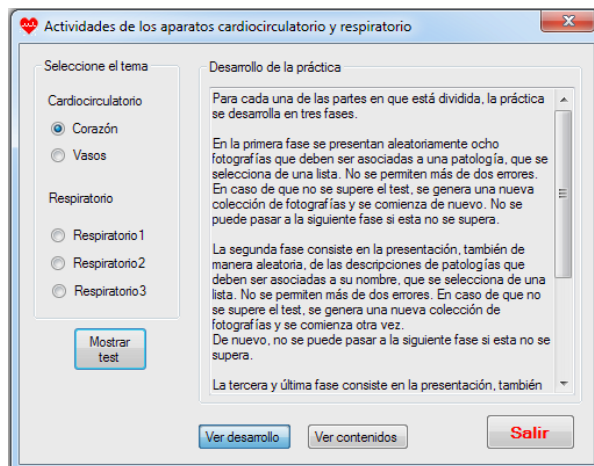 Actividades de los aparatos cardiocirculatorio y respiratorio
Seleccione el tema
Cardiocirculatorio
Corazón
Vasos
Respiratorio
Respiratorio1
Respiratorio2
Respiratorio3
Mostrar
test
Desarrollo de la práctica
Para cada una de las partes en que está dividida, la práctica
se desarrolla en tres fases.
En la primera fase se presentan aleatoriamente ocho
fotografías que deben ser asociadas a una patología, que se
selecciona de una lista. No se permiten más de dos errores.
En caso de que no se supere el test, se genera una nueva
colección de fotografías y se comienza de nuevo. No se
puede pasar a la siguiente fase si esta no se supera.
La segunda fase consiste en la presentación, también de
manera aleatoria, de las descripciones de patologías que
deben ser asociadas a su nombre, que se selecciona de una
lista. No se permiten más de dos errores. En caso de que no
se supere el test, se genera una nueva colección de
fotografías y se comienza otra vez.
De nuevo, no se puede pasar a la siguiente fase si esta no se
supera.
La tercera y última fase consiste en la presentación, también
Ver desarrollo
Ver contenidos
Salir